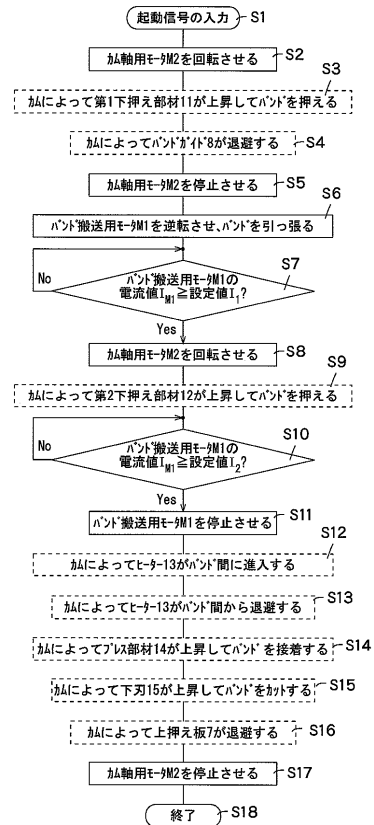 起動信号の入力 S1
S2
カム軸用モータM2を回転させる
S3
カムによって第1下押え部材11が上昇してバンドを押える
カムによってバンドガイド8が退避する S4
S5
カム軸用モータM2を停止させる
S6
バンド搬送用モータM1を逆転させ、バンドを引っ張る
No
S7
バンド搬送用モータM1の
電流値IM1≧設定値I1?
Yes
S8
カム軸用モータM2を回転させる
S9
カムによって第2下押え部材12が上昇してバンドを押える
No
S10
バンド搬送用モータM1の
電流値IM1≧設定値I2?
Yes
バンド搬送用モータM1を停止させる S11
S12
カムによってヒーター13がバンド間に進入する
カムによってヒーター13がバンド間から退避する S13
カムによってプレス部材14が上昇してバンドを接着する S14
カムによって下刃15が上昇してバンドをカットする S15
カムによって上押え板7が退避する S16
カム軸用モータM2を停止させる S17
終了 S18